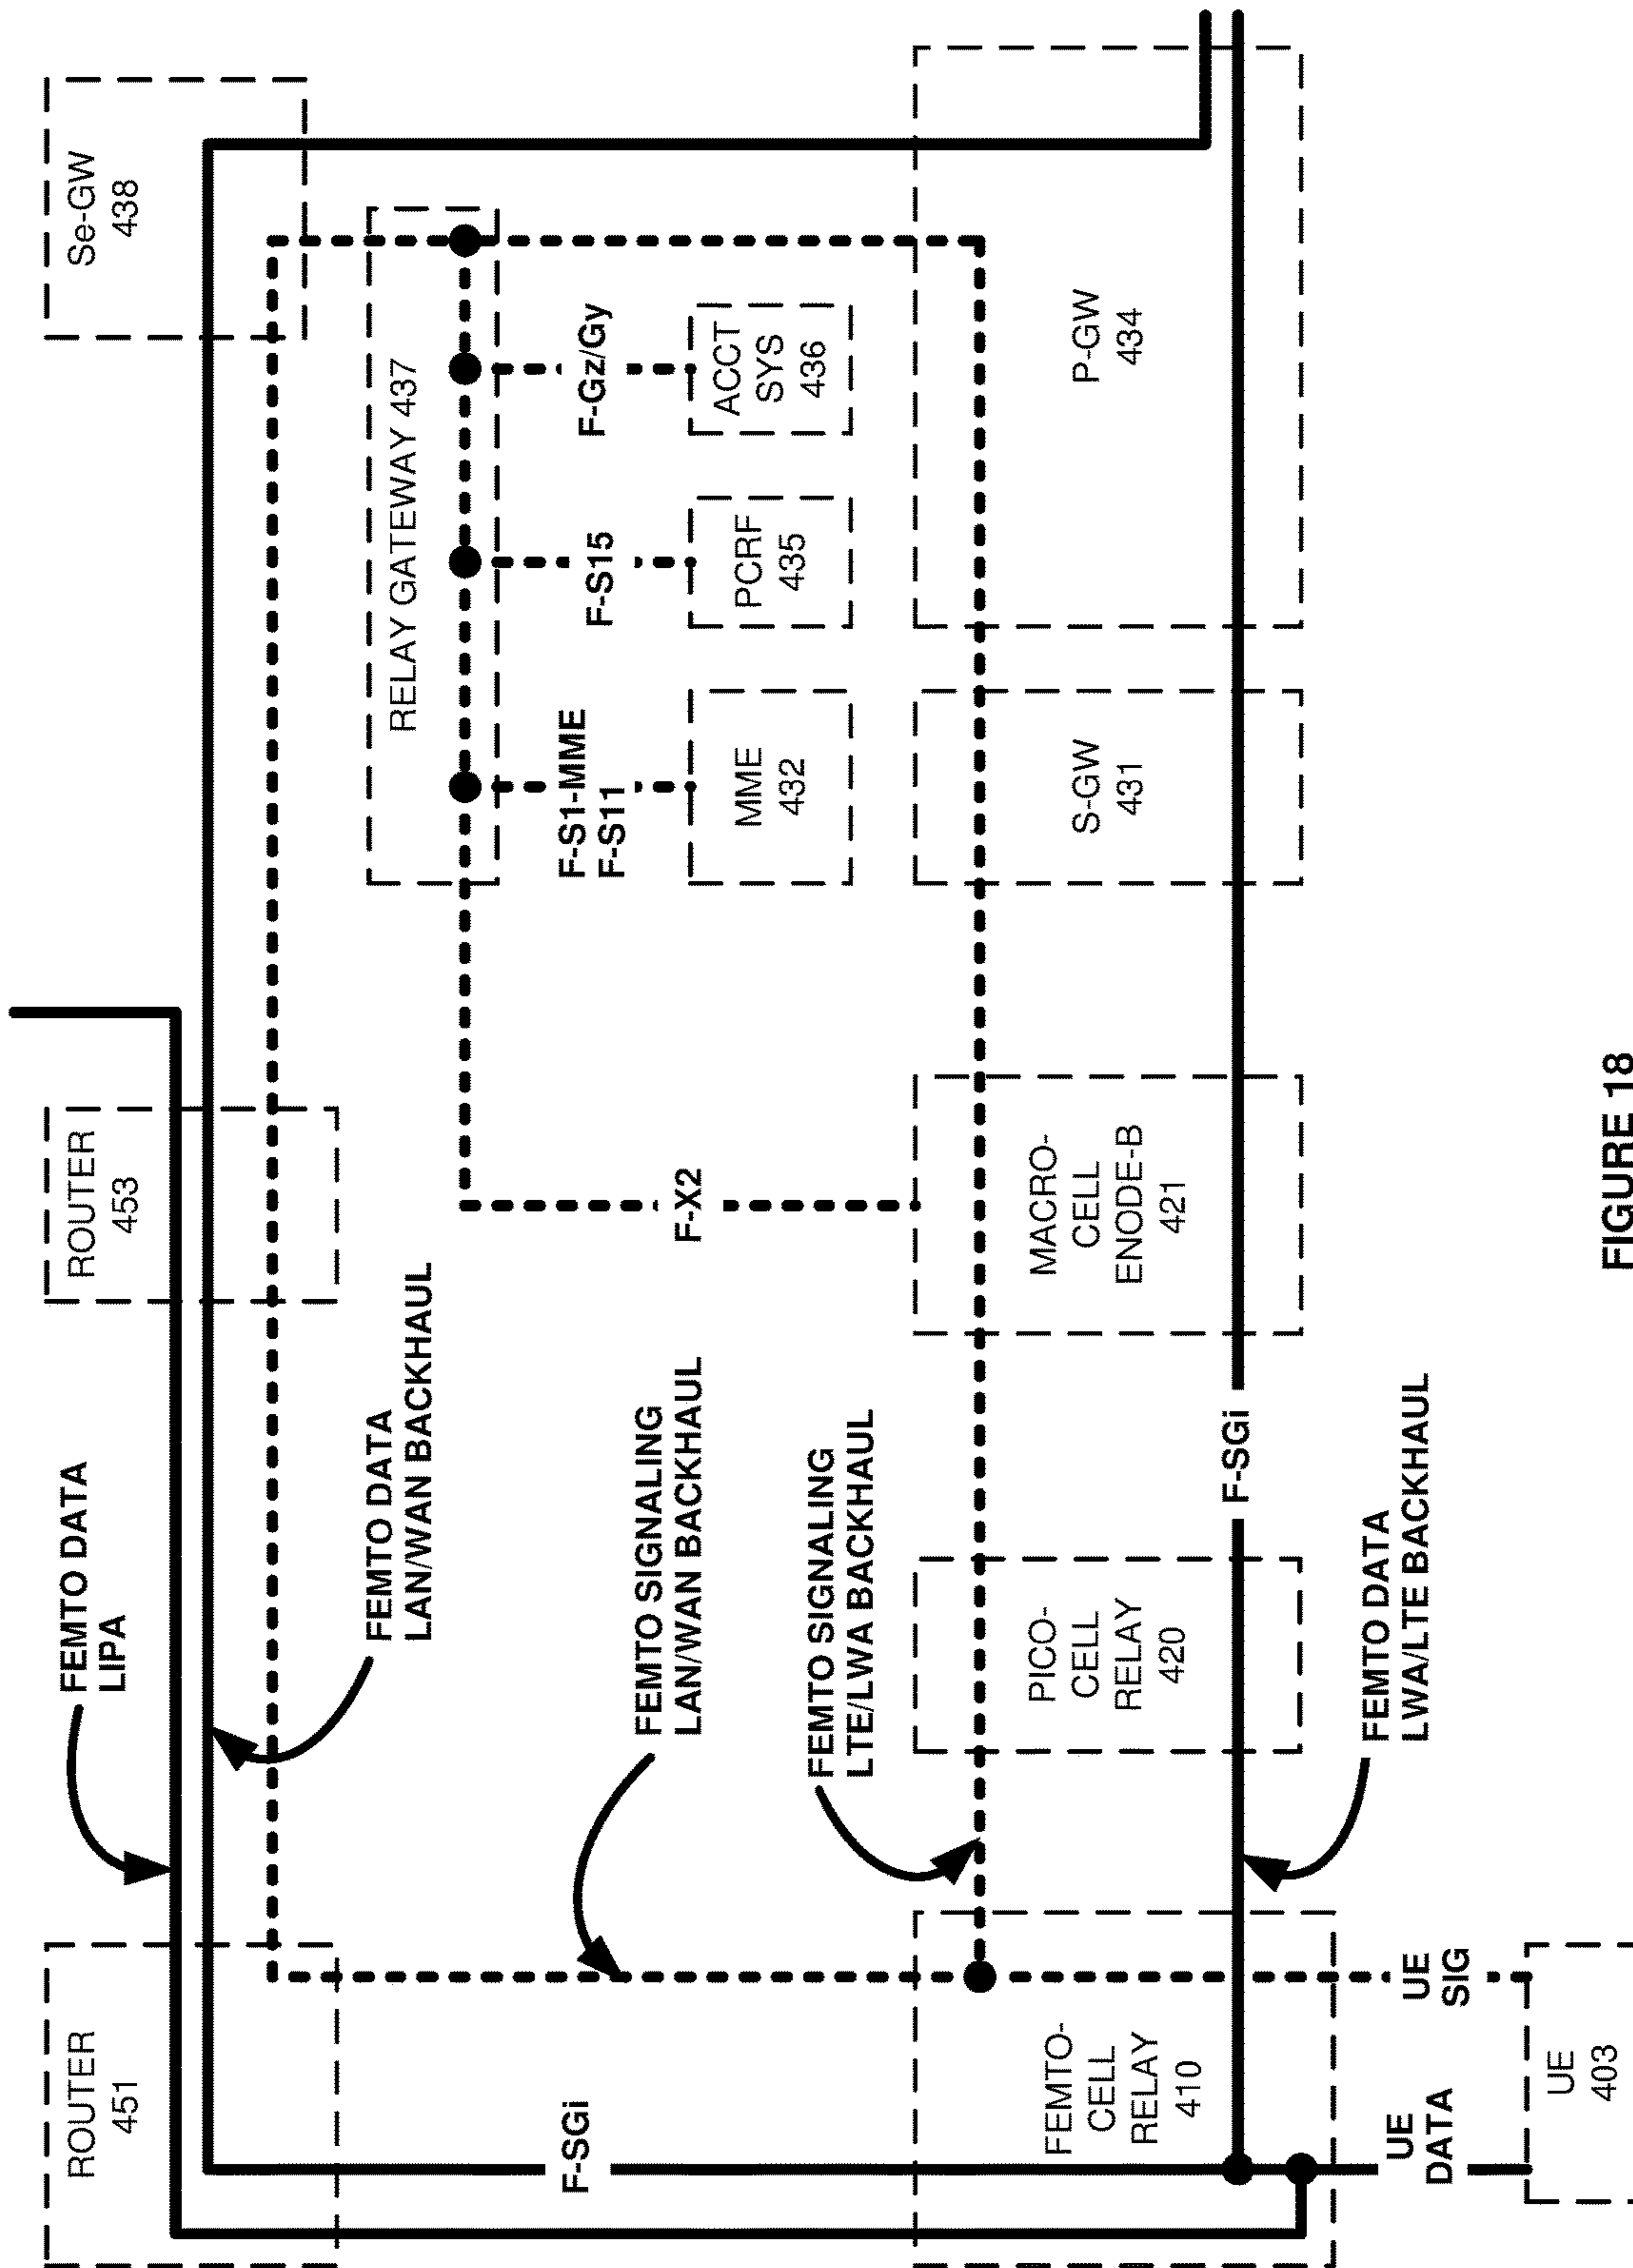 ROUTER
451
FEMTO DATA
LIPA
ROUTER
453
Se-GW
438
FEMTO DATA
LAN/WAN BACKHAUL
RELAY GATEWAY 437
F-SGi
FEMTO SIGNALING
LAN/WAN BACKHAUL
F-X2
F-S1-MME
F-S11
F-S15
F-Gz/Gy
MME
432
PCRF
435
ACCT
SYS
436
FEMTO SIGNALING
LTE/LWA BACKHAUL
FEMTO-
CELL
RELAY
410
PICO-
CELL
RELAY
420
MACRO-
CELL
ENODE-B
421
S-GW
431
P-GW
434
F-SGi
FEMTO DATA
LWA/LTE BACKHAUL
UE
DATA
UE
SIG
UE
403
FIGURE 18